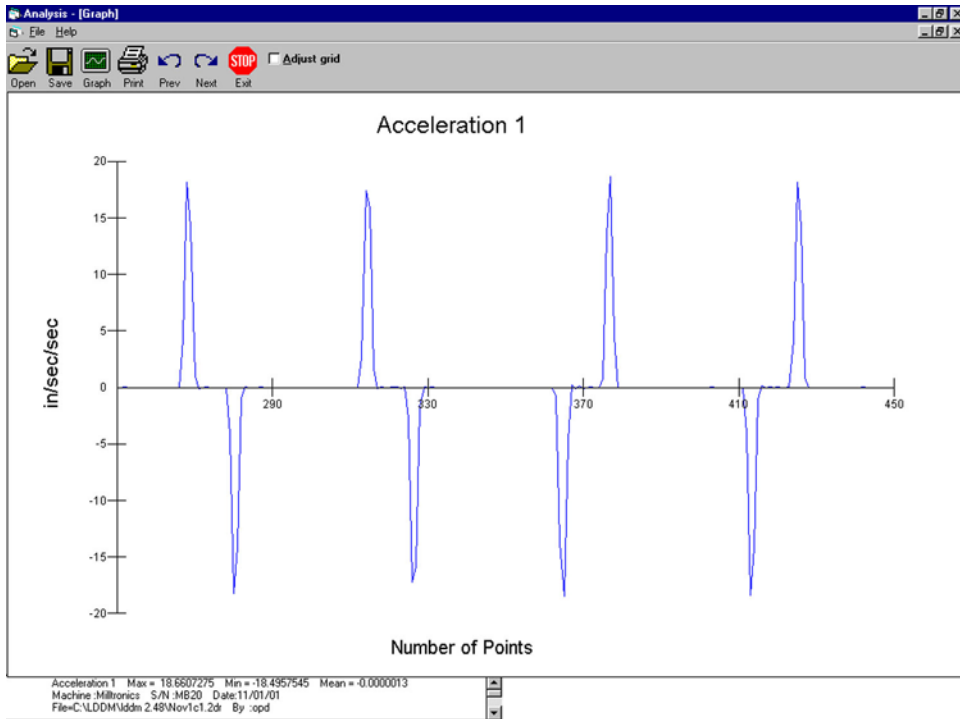 Analysis - [Graph]
File Help
Open Save Graph Print Prev Next STOP Exit Adjust grid
Acceleration 1
20
15
10
5
0
-5
-10
-15
-20
in/sec/sec
290 330 370 410 450
Number of Points
Acceleration 1 Max = 18.6607275 Min = -18.4957545 Mean = -0.0000013
Machine :Milltronics S/N :MB20 Date:11/01/01
File=C:\LDDM\lddm 2.48\Nov1c1.2dr By :opd